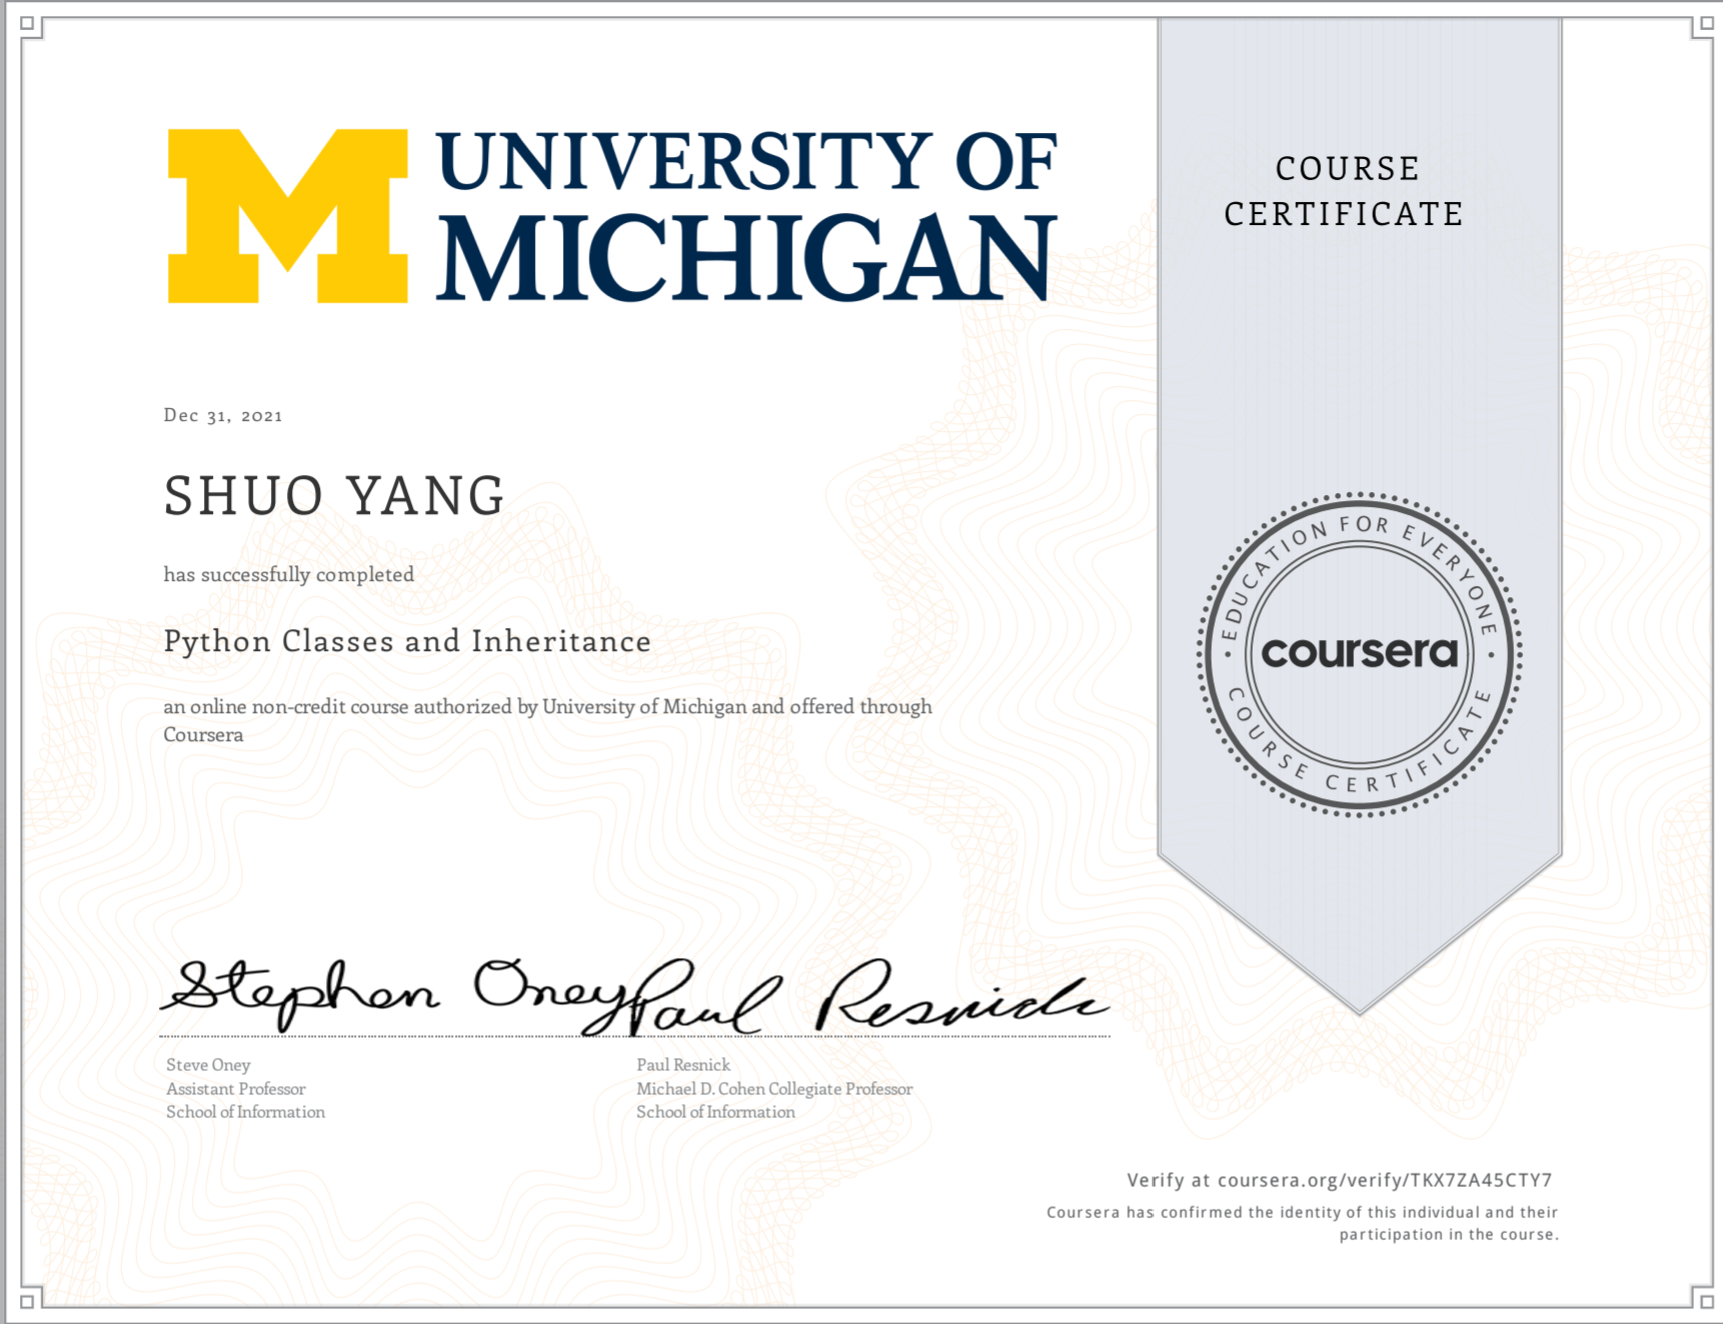 UNIVERSITY OF
MICHIGAN
COURSE
CERTIFICATE
Dec 31, 2021
SHUO YANG
has successfully completed
Python Classes and Inheritance
an online non-credit course authorized by University of Michigan and offered through
Coursera
EDUCATION FOR EVERYONE
coursera
COURSE CERTIFICATE
Stephen Oney
Paul Resnick
Steve Oney
Assistant Professor
School of Information
Paul Resnick
Michael D. Cohen Collegiate Professor
School of Information
Verify at coursera.org/verify/TKX7ZA45CTY7
Coursera has confirmed the identity of this individual and their
participation in the course.